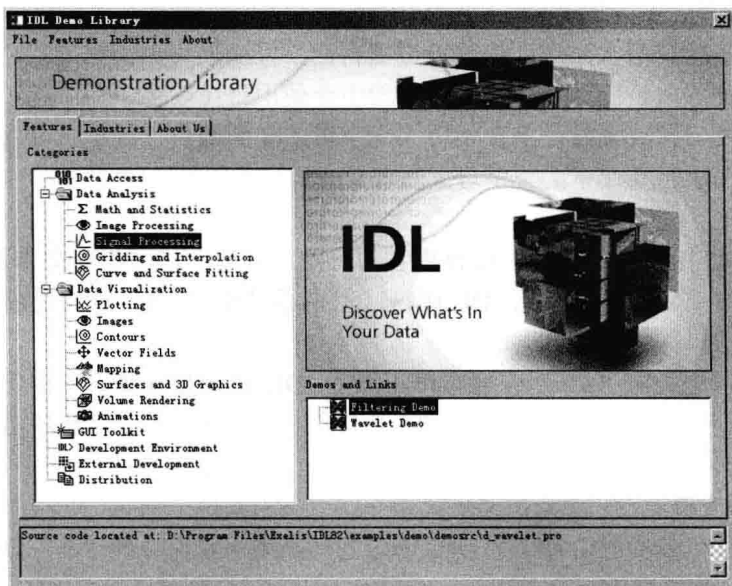 IDL Demo Library
File Features Industries About
Demonstration Library
Features Industries About Us
Categories
Data Access
Data Analysis
Math and Statistics
Image Processing
Signal Processing
Gridding and Interpolation
Curve and Surface Fitting
Data Visualization
Plotting
Images
Contours
Vector Fields
Mapping
Surfaces and 3D Graphics
Volume Rendering
Animations
GUI Toolkit
IDL> Development Environment
External Development
Distribution
IDL
Discover What's In
Your Data
Demos and Links
Filtering Demo
Wavelet Demo
Source code located at: D:\Program Files\Exelis\IDL82\examples\demo\demosrc\d_wavelet.pro